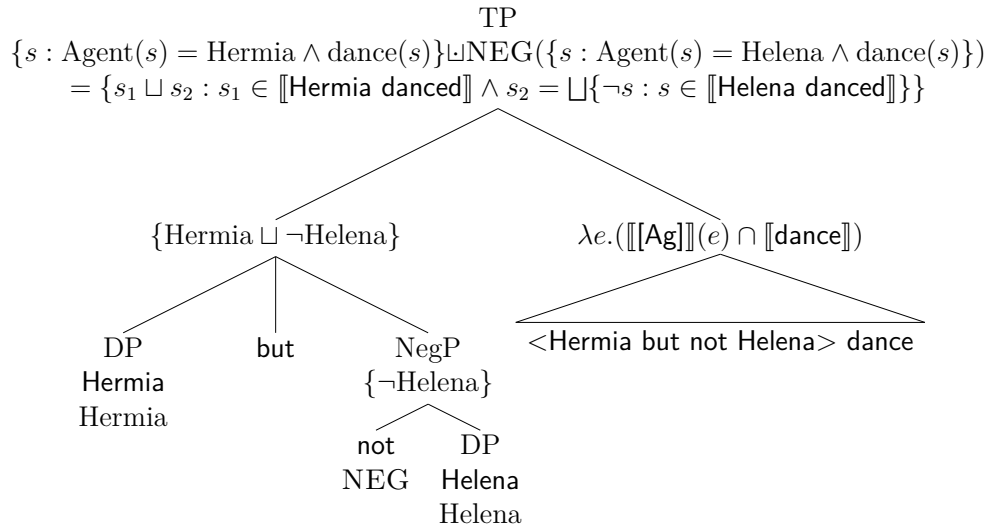 TP
{s : Agent(s) = Hermia ∧ dance(s)}⊍NEG({s : Agent(s) = Helena ∧ dance(s)})
= {s₁ ⊔ s₂ : s₁ ∈ ⟦Hermia danced⟧ ∧ s₂ = ⨆{¬s : s ∈ ⟦Helena danced⟧}}
{Hermia ⊔ ¬Helena} λe.(⟦[Ag]⟧(e) ∩ ⟦dance⟧)
DP but NegP <Hermia but not Helena> dance
Hermia {¬Helena}
Hermia
not DP
NEG Helena
Helena